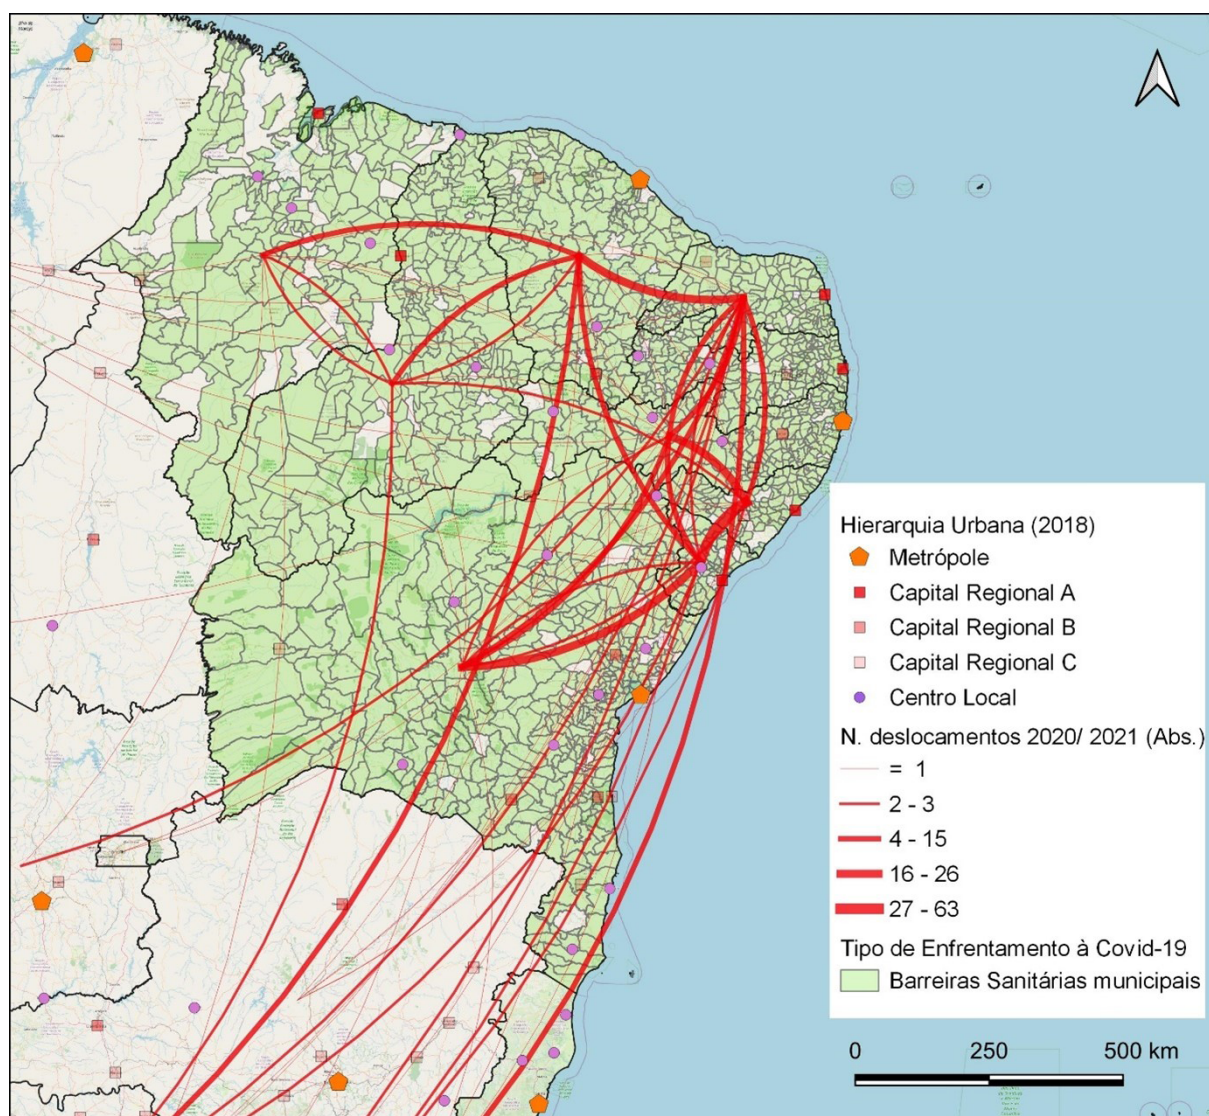 Hierarquia Urbana (2018)
Metrópole
Capital Regional A
Capital Regional B
Capital Regional C
Centro Local
N. deslocamentos 2020/ 2021 (Abs.)
= 1
2 - 3
4 - 15
16 - 26
27 - 63
Tipo de Enfrentamento à Covid-19
Barreiras Sanitárias municipais
0 250 500 km